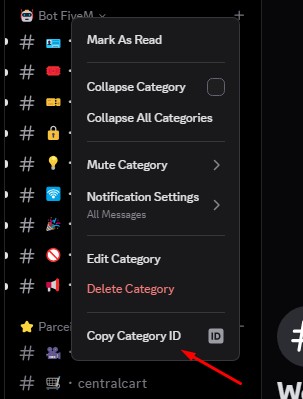 Bot FiveM
Mark As Read
Collapse Category
Collapse All Categories
Mute Category
Notification Settings
All Messages
Edit Category
Delete Category
Parcei
Copy Category ID
ID
centralcart